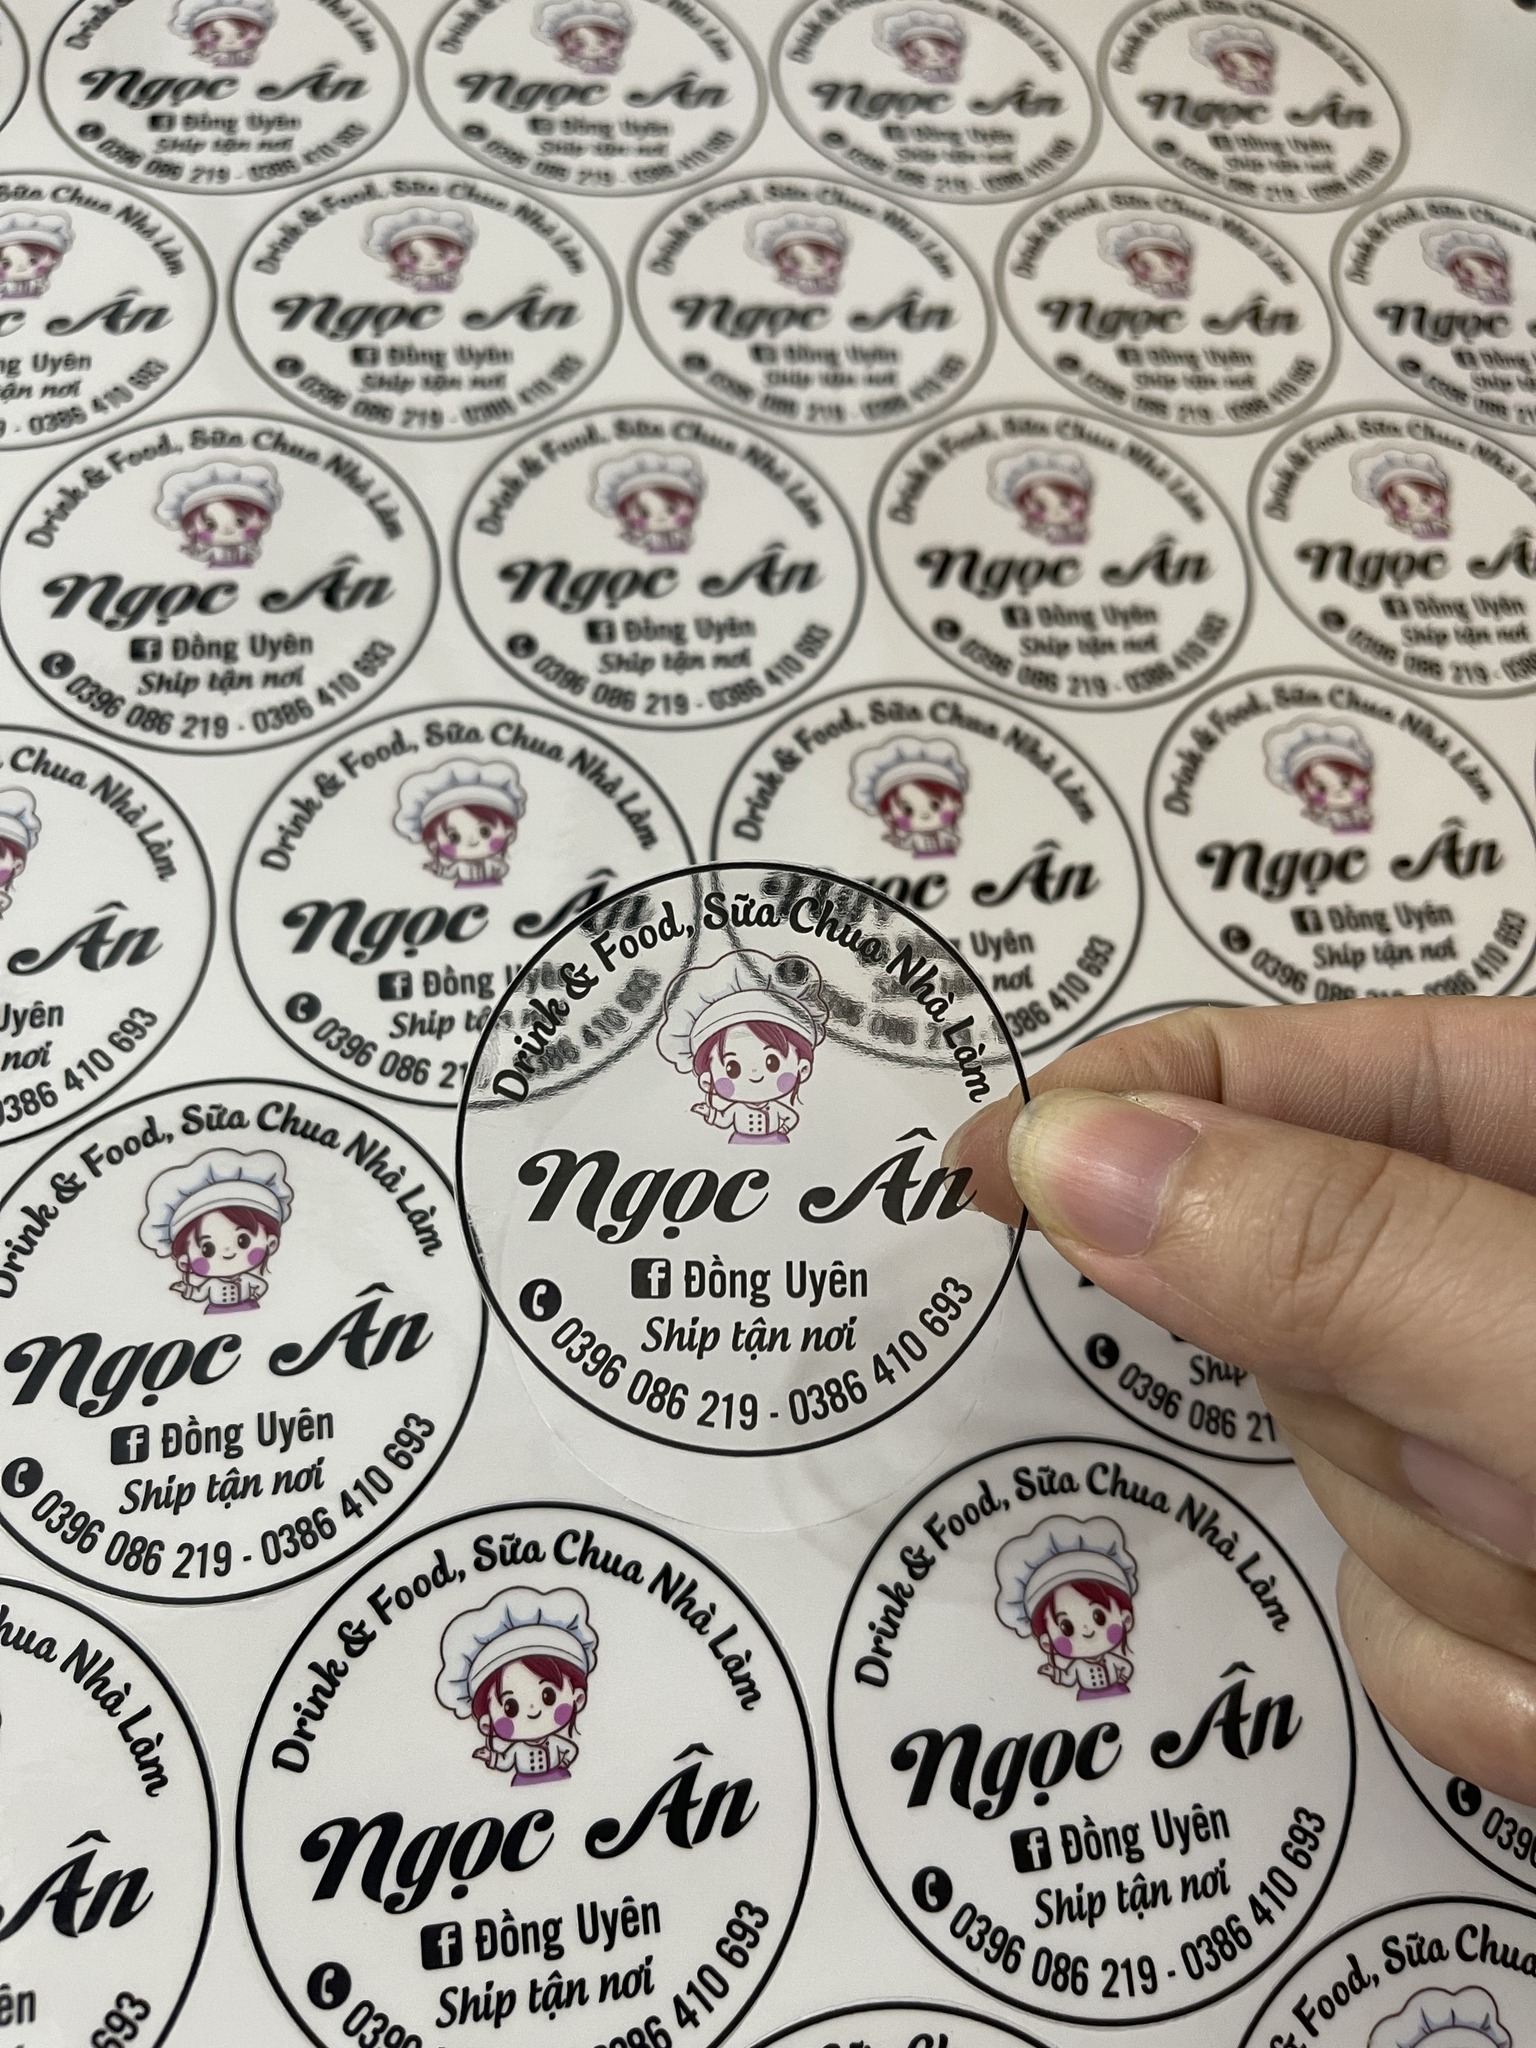 Drink & Food, Sữa Chua Nhà Làm
Ngọc Ân
Đồng Uyên
Ship tận nơi
0396 086 219 - 0386 410 693